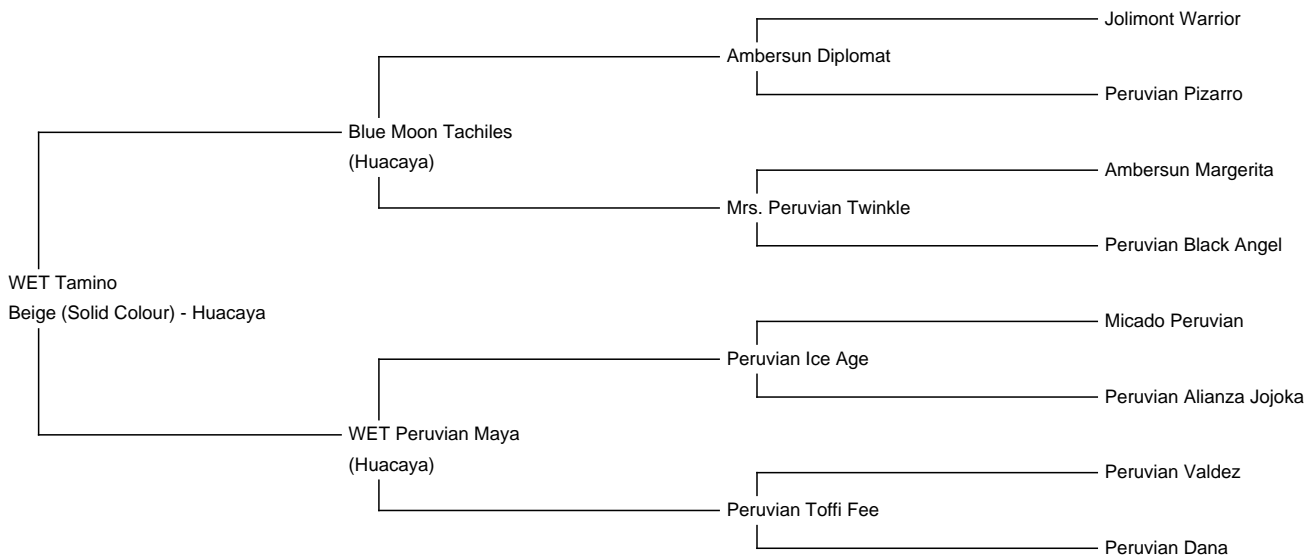 Jolimont Warrior
Ambersun Diplomat
Peruvian Pizarro
Blue Moon Tachiles
(Huacaya)
Ambersun Margerita
Mrs. Peruvian Twinkle
Peruvian Black Angel
WET Tamino
Beige (Solid Colour) - Huacaya
Micado Peruvian
Peruvian Ice Age
Peruvian Alianza Jojoka
WET Peruvian Maya
(Huacaya)
Peruvian Valdez
Peruvian Toffi Fee
Peruvian Dana